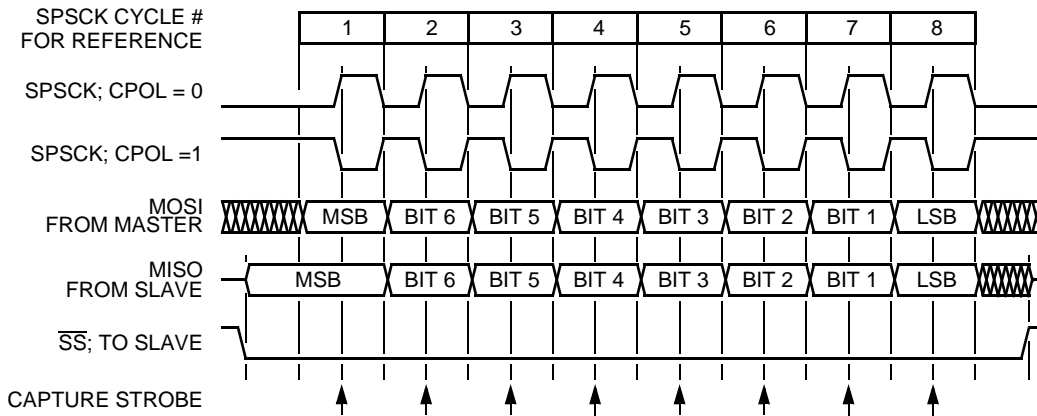 SPSCK CYCLE #
FOR REFERENCE
1 2 3 4 5 6 7 8
SPSCK; CPOL = 0
SPSCK; CPOL =1
MOSI
FROM MASTER
MSB BIT 6 BIT 5 BIT 4 BIT 3 BIT 2 BIT 1 LSB
MISO
FROM SLAVE
MSB BIT 6 BIT 5 BIT 4 BIT 3 BIT 2 BIT 1 LSB
S̅S̅; TO SLAVE
CAPTURE STROBE